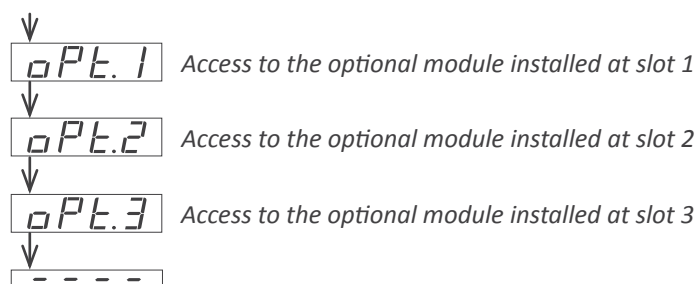 oPt.1 Access to the optional module installed at slot 1
oPt.2 Access to the optional module installed at slot 2
oPt.3 Access to the optional module installed at slot 3